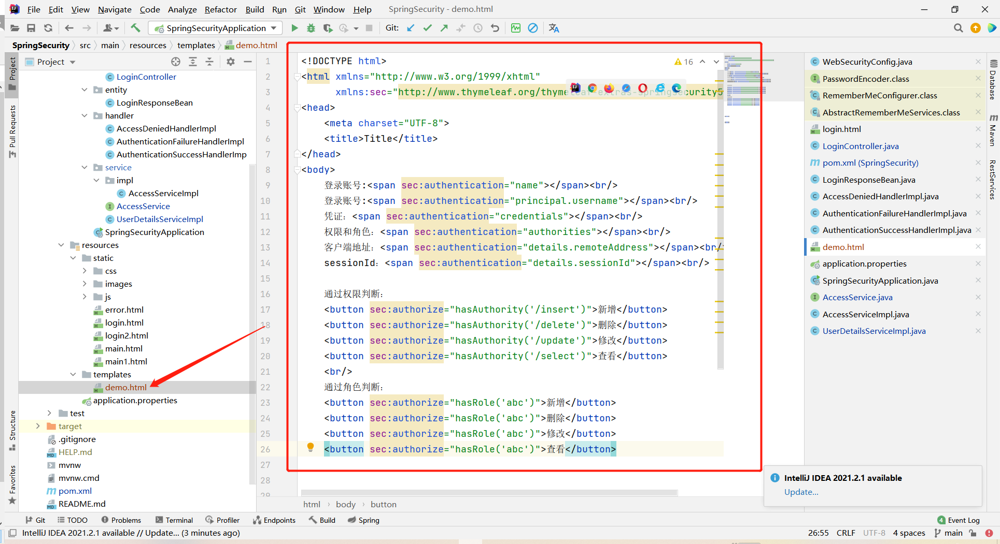 File Edit View Navigate Code Analyze Refactor Build Run Git Window Help SpringSecurity - demo.html
SpringSecurityApplication Git:
SpringSecurity src main resources templates demo.html
Project
LoginController
entity
LoginResponseBean
handler
AccessDeniedHandlerImpl
AuthenticationFailureHandlerImpl
AuthenticationSuccessHandlerImp
service
impl
AccessServiceImpl
AccessService
UserDetailsServiceImpl
SpringSecurityApplication
resources
static
css
images
js
error.html
login.html
login2.html
main.html
main1.html
templates
demo.html
application.properties
test
target
.gitignore
HELP.md
mvnw
mvnw.cmd
pom.xml
README.md
Project
Pull Requests
Structure
Favorites
16
1 <!DOCTYPE html>
2 <html xmlns="http://www.w3.org/1999/xhtml"
3 xmlns:sec="http://www.thymeleaf.org/thymeleaf-extras-springsecurity5
4 <head>
5 <meta charset="UTF-8">
6 <title>Title</title>
7 </head>
8 <body>
9 登录账号:<span sec:authentication="name"></span><br/>
10 登录账号:<span sec:authentication="principal.username"></span><br/>
11 凭证：<span sec:authentication="credentials"></span><br/>
12 权限和角色：<span sec:authentication="authorities"></span><br/>
13 客户端地址：<span sec:authentication="details.remoteAddress"></span><br/>
14 sessionId：<span sec:authentication="details.sessionId"></span><br/>
15
16 通过权限判断：
17 <button sec:authorize="hasAuthority('/insert')">新增</button>
18 <button sec:authorize="hasAuthority('/delete')">删除</button>
19 <button sec:authorize="hasAuthority('/update')">修改</button>
20 <button sec:authorize="hasAuthority('/select')">查看</button>
21 <br/>
22 通过角色判断：
23 <button sec:authorize="hasRole('abc')">新增</button>
24 <button sec:authorize="hasRole('abc')">删除</button>
25 <button sec:authorize="hasRole('abc')">修改</button>
26 <button sec:authorize="hasRole('abc')">查看</button>
27
28
29
html body button
WebSecurityConfig.java
PasswordEncoder.class
RememberMeConfigurer.class
AbstractRememberMeServices.class
login.html
LoginController.java
pom.xml (SpringSecurity)
LoginResponseBean.java
AccessDeniedHandlerImpl.java
AuthenticationFailureHandlerImpl.java
AuthenticationSuccessHandlerImpl.java
demo.html
application.properties
SpringSecurityApplication.java
AccessService.java
AccessServiceImpl.java
UserDetailsServiceImpl.java
Database
Maven
RestServices
IntelliJ IDEA 2021.2.1 available
Update...
Git TODO Problems Terminal Profiler Endpoints Build Spring 4 Event Log
IntelliJ IDEA 2021.2.1 available // Update... (3 minutes ago) 26:55 CRLF UTF-8 4 spaces main